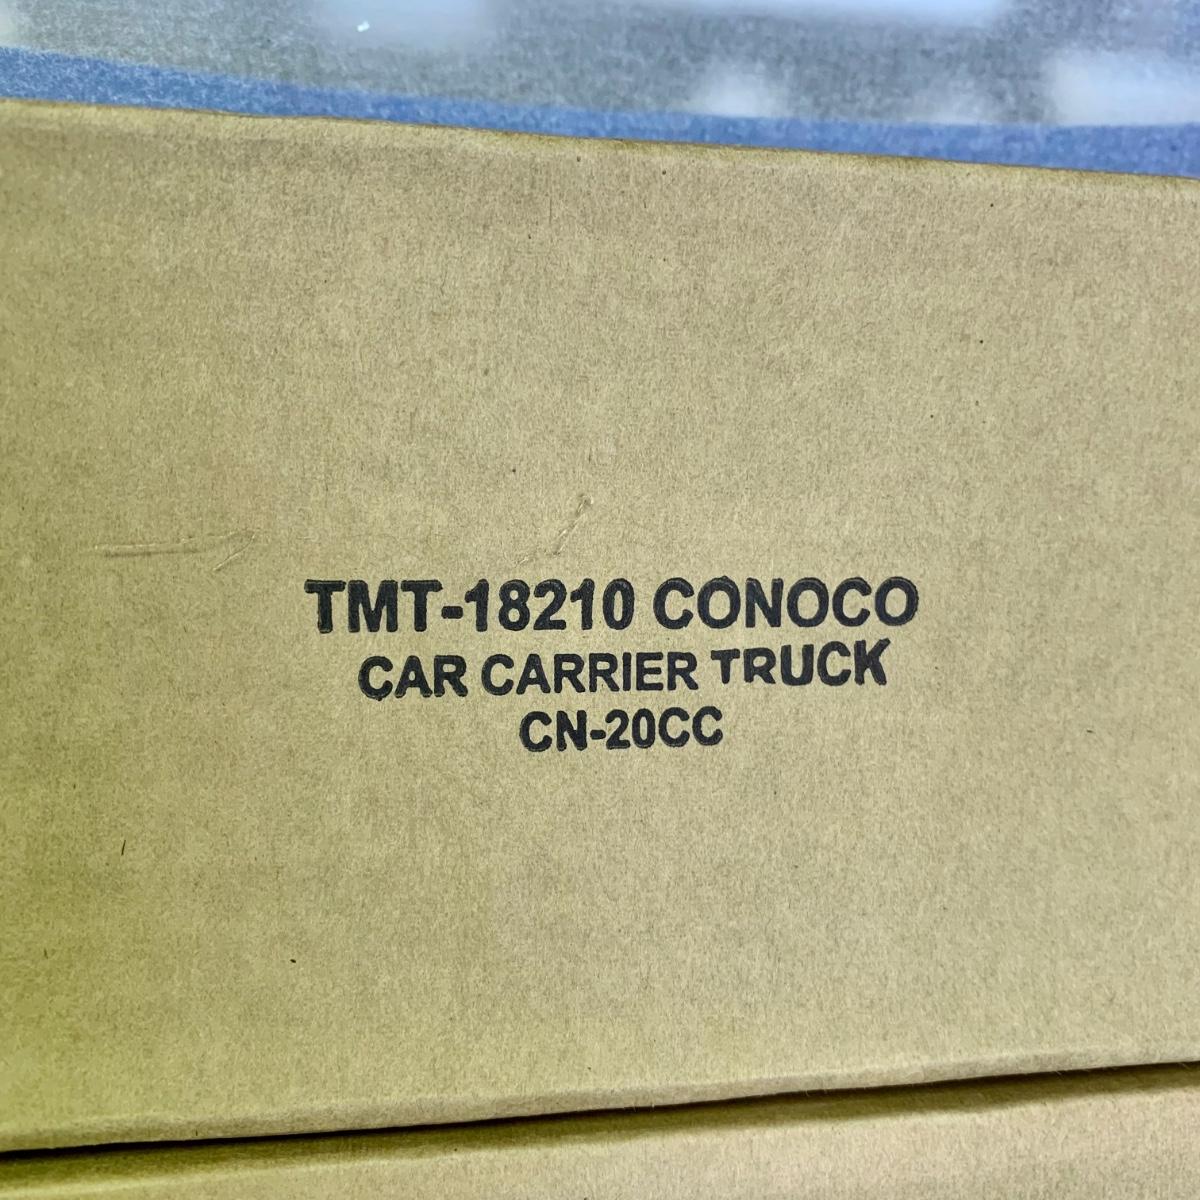 TMT-18210 CONOCO
CAR CARRIER TRUCK
CN-20CC